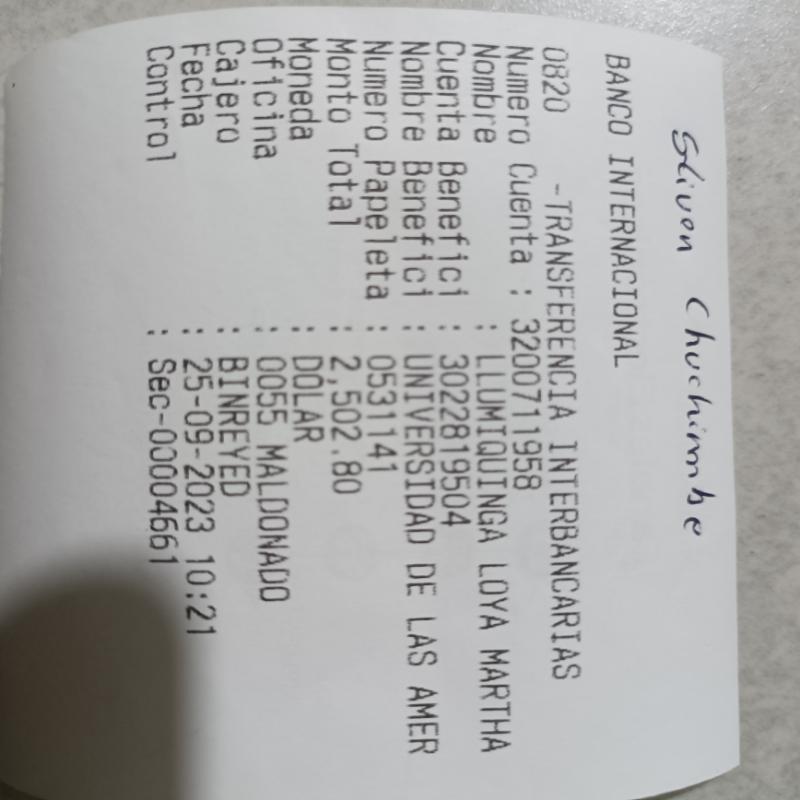 Stiven Chuchimbe
BANCO INTERNACIONAL
0820 -TRANSFERENCIA INTERBANCARIAS
Numero Cuenta : 3200711958
Nombre : LLUMIQUINGA LOYA MARTHA
Cuenta Benefici : 3022819504
Nombre Benefici : UNIVERSIDAD DE LAS AMER
Numero Papeleta : 0531141
Monto Total : 2,502.80
Moneda : DOLAR
Oficina : 0055 MALDONADO
Cajero : BINREYED
Fecha : 25-09-2023 10:21
Control : Sec-00004661